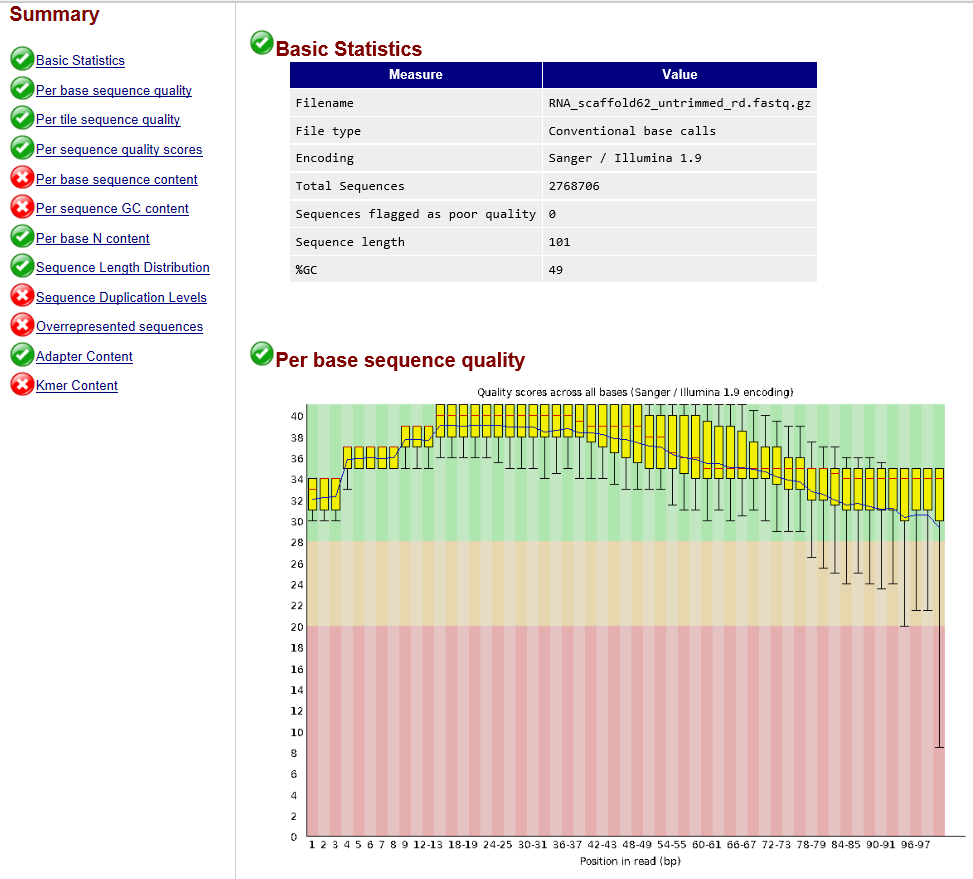 Summary
Basic Statistics
Per base sequence quality
Per tile sequence quality
Per sequence quality scores
Per base sequence content
Per sequence GC content
Per base N content
Sequence Length Distribution
Sequence Duplication Levels
Overrepresented sequences
Adapter Content
Kmer Content
Basic Statistics
Measure Value
Filename RNA_scaffold62_untrimmed_rd.fastq.gz
File type Conventional base calls
Encoding Sanger / Illumina 1.9
Total Sequences 2768706
Sequences flagged as poor quality 0
Sequence length 101
%GC 49
Per base sequence quality
Quality scores across all bases (Sanger / Illumina 1.9 encoding)
40
38
36
34
32
30
28
26
24
22
20
18
16
14
12
10
8
6
4
2
0
1 2 3 4 5 6 7 8 9 12-13 18-19 24-25 30-31 36-37 42-43 48-49 54-55 60-61 66-67 72-73 78-79 84-85 90-91 96-97
Position in read (bp)